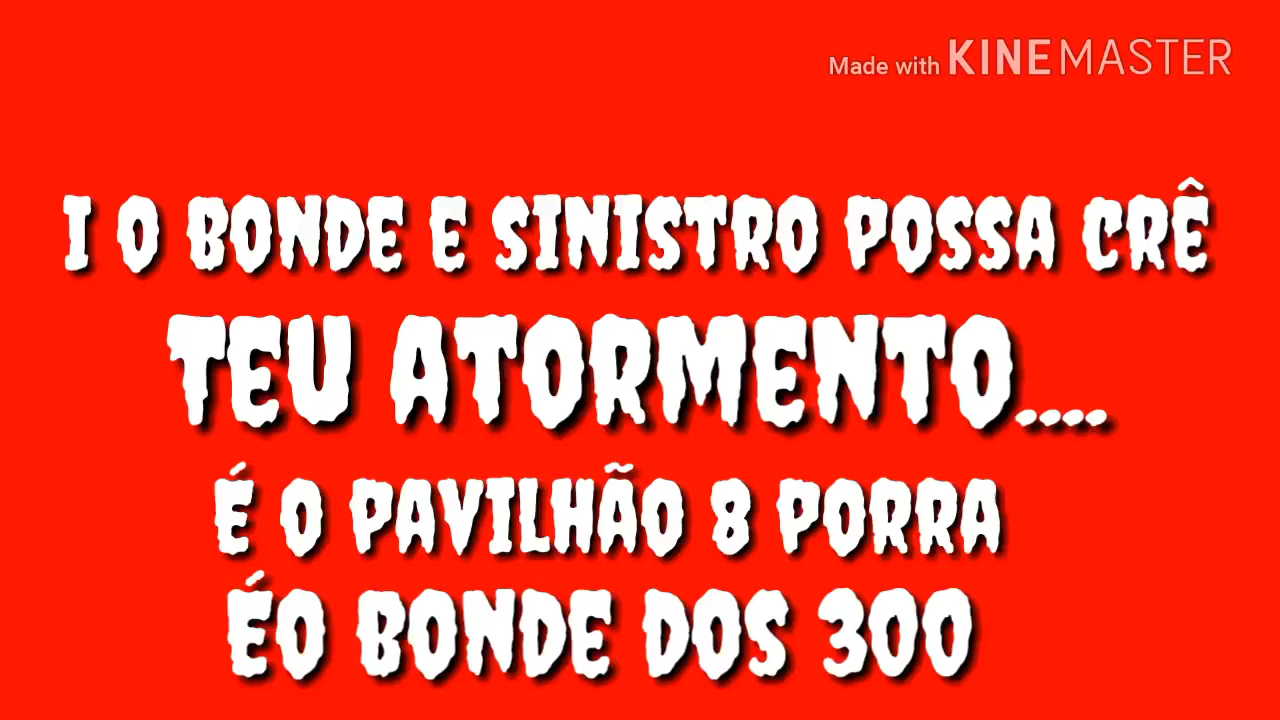 Made with KINEMASTER
I O BONDE E SINISTRO POSSA CRÊ
TEU ATORMENTO....
É O PAVILHÃO 8 PORRA
ÉO BONDE DOS 300